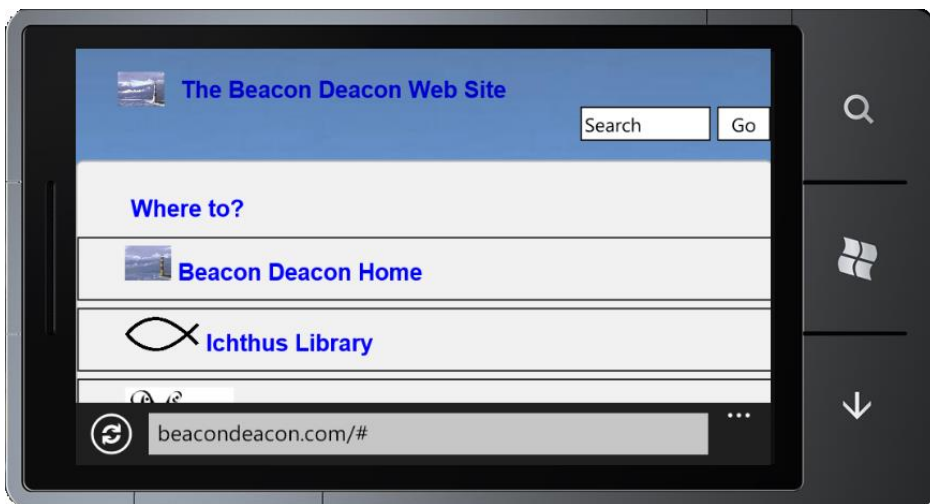 The Beacon Deacon Web Site
Search Go
Where to?
Beacon Deacon Home
Ichthus Library
beacondeacon.com/#